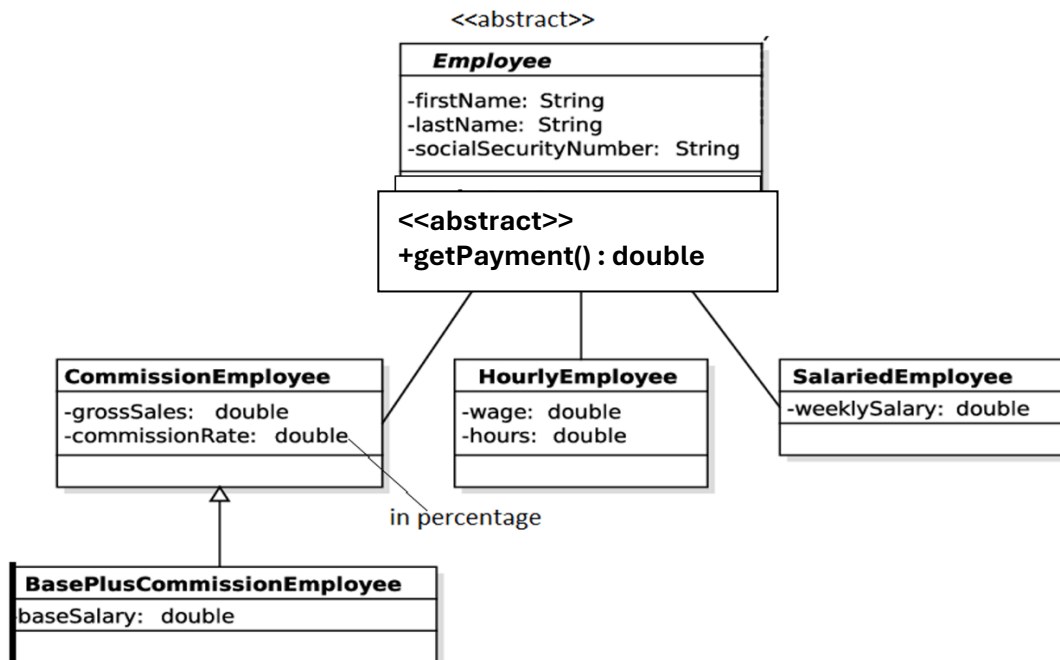 <<abstract>>
Employee
-firstName: String
-lastName: String
-socialSecurityNumber: String
<<abstract>>
+getPayment() : double
CommissionEmployee
-grossSales: double
-commissionRate: double
HourlyEmployee
-wage: double
-hours: double
SalariedEmployee
-weeklySalary: double
in percentage
BasePlusCommissionEmployee
-baseSalary: double